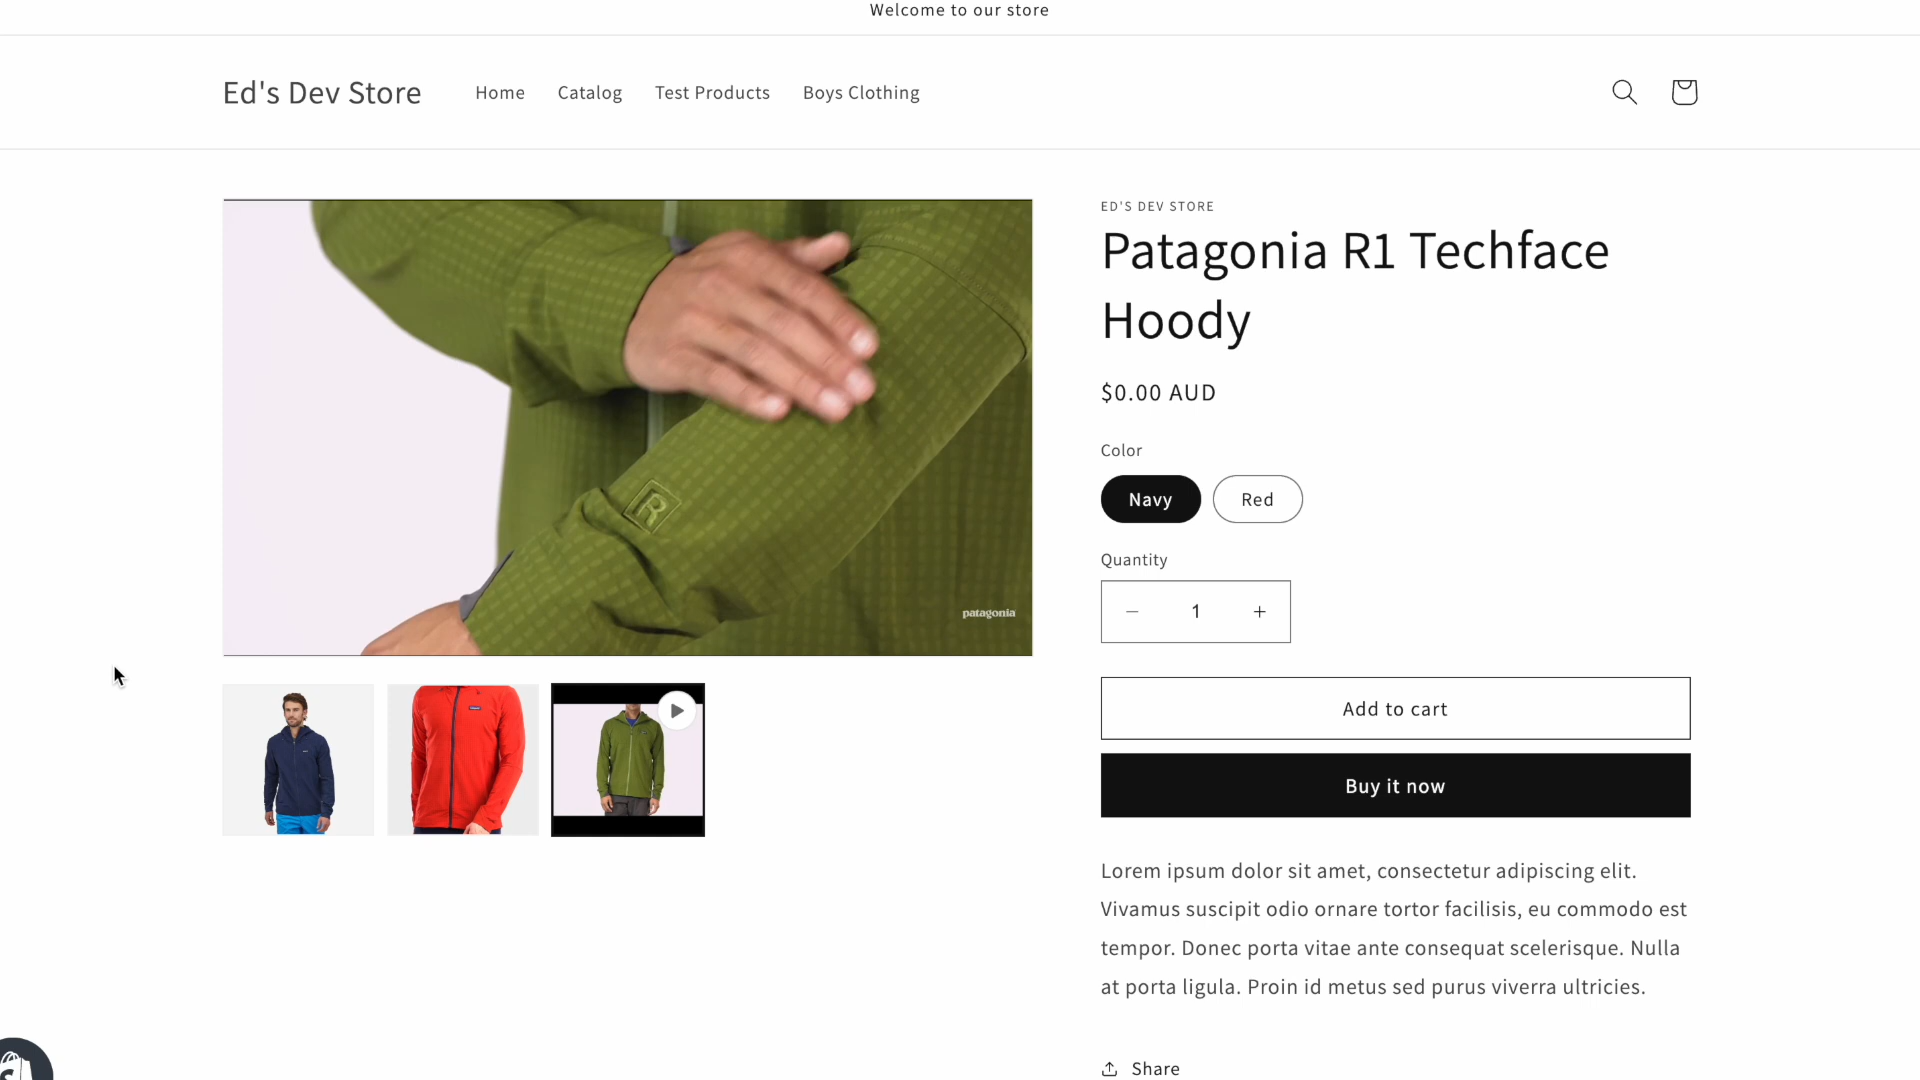 Welcome to our store
Ed's Dev Store
Home
Catalog
Test Products
Boys Clothing
R
patagonia
ED'S DEV STORE
Patagonia R1 Techface
Hoody
$0.00 AUD
Color
Navy
Red
Quantity
1
Add to cart
Buy it now
Lorem ipsum dolor sit amet, consectetur adipiscing elit.
Vivamus suscipit odio ornare tortor facilisis, eu commodo est
tempor. Donec porta vitae ante consequat scelerisque. Nulla
at porta ligula. Proin id metus sed purus viverra ultricies.
Share